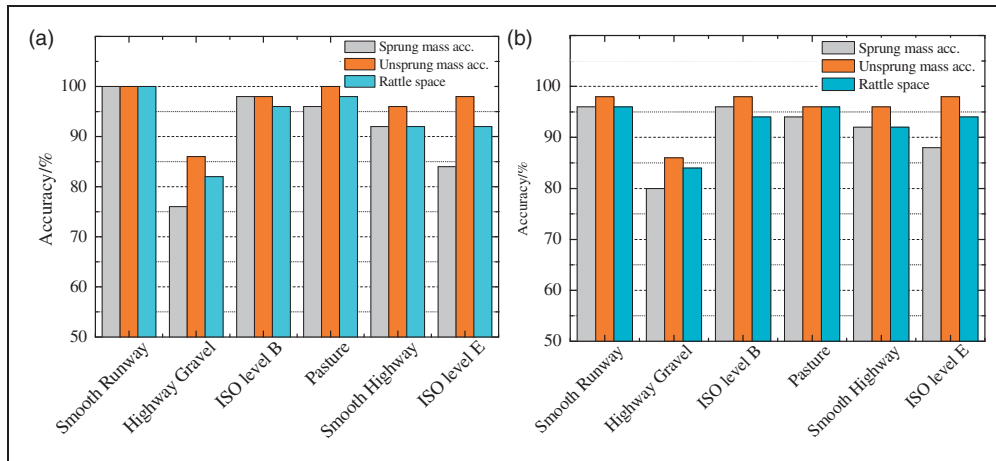 (a)
Sprung mass acc.
Unsprung mass acc.
Rattle space
100
90
80
70
60
50
Accuracy/%
Smooth Runway
Highway Gravel
ISO level B
Pasture
Smooth Highway
ISO level E
(b)
Sprung mass acc.
Unsprung mass acc.
Rattle space
100
90
80
70
60
50
Accuracy/%
Smooth Runway
Highway Gravel
ISO level B
Pasture
Smooth Highway
ISO level E